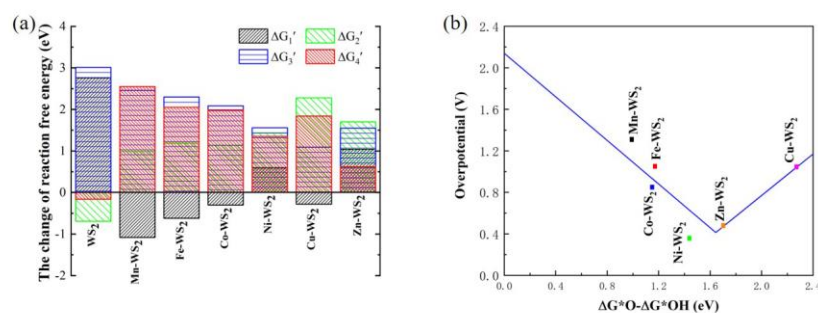 (a)
The change of reaction free energy (eV)
4
3
2
1
0
-1
-2
ΔG₁′
ΔG₂′
ΔG₃′
ΔG₄′
WS₂
Mn-WS₂
Fe-WS₂
Co-WS₂
Ni-WS₂
Cu-WS₂
Zn-WS₂
(b)
Overpotential (V)
2.4
2.0
1.6
1.2
0.8
0.4
0.0
Mn-WS₂
Fe-WS₂
Co-WS₂
Ni-WS₂
Zn-WS₂
Cu-WS₂
0.0 0.4 0.8 1.2 1.6 2.0 2.4
ΔG*O-ΔG*OH (eV)